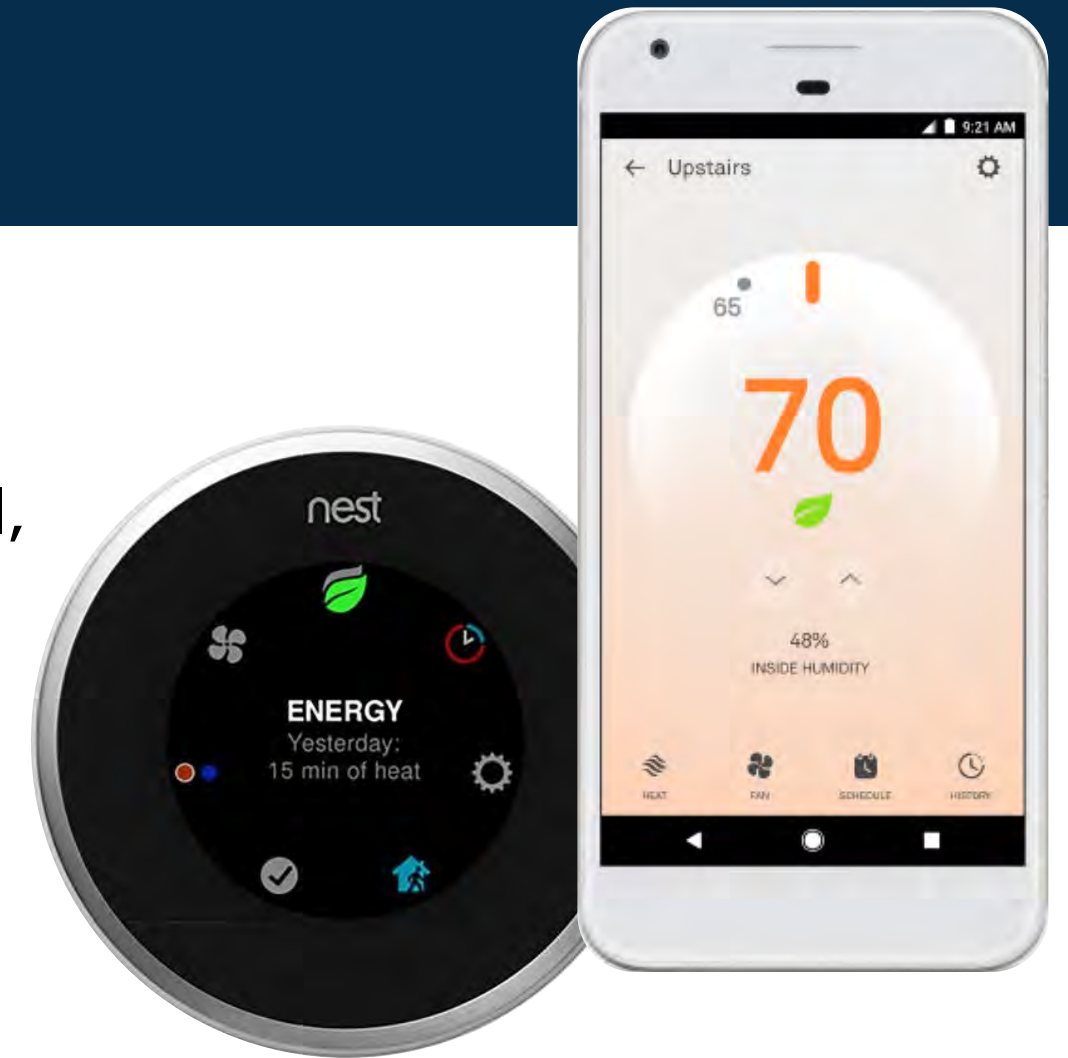 nest
ENERGY
Yesterday:
15 min of heat
9:21 AM
Upstairs
65
70
48%
INSIDE HUMIDITY
HEAT
FAN
SCHEDULE
HISTORY